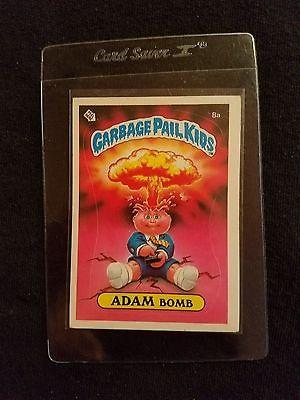 Card Saver I
8a
GARBAGE PAIL KIDS
ADAM BOMB